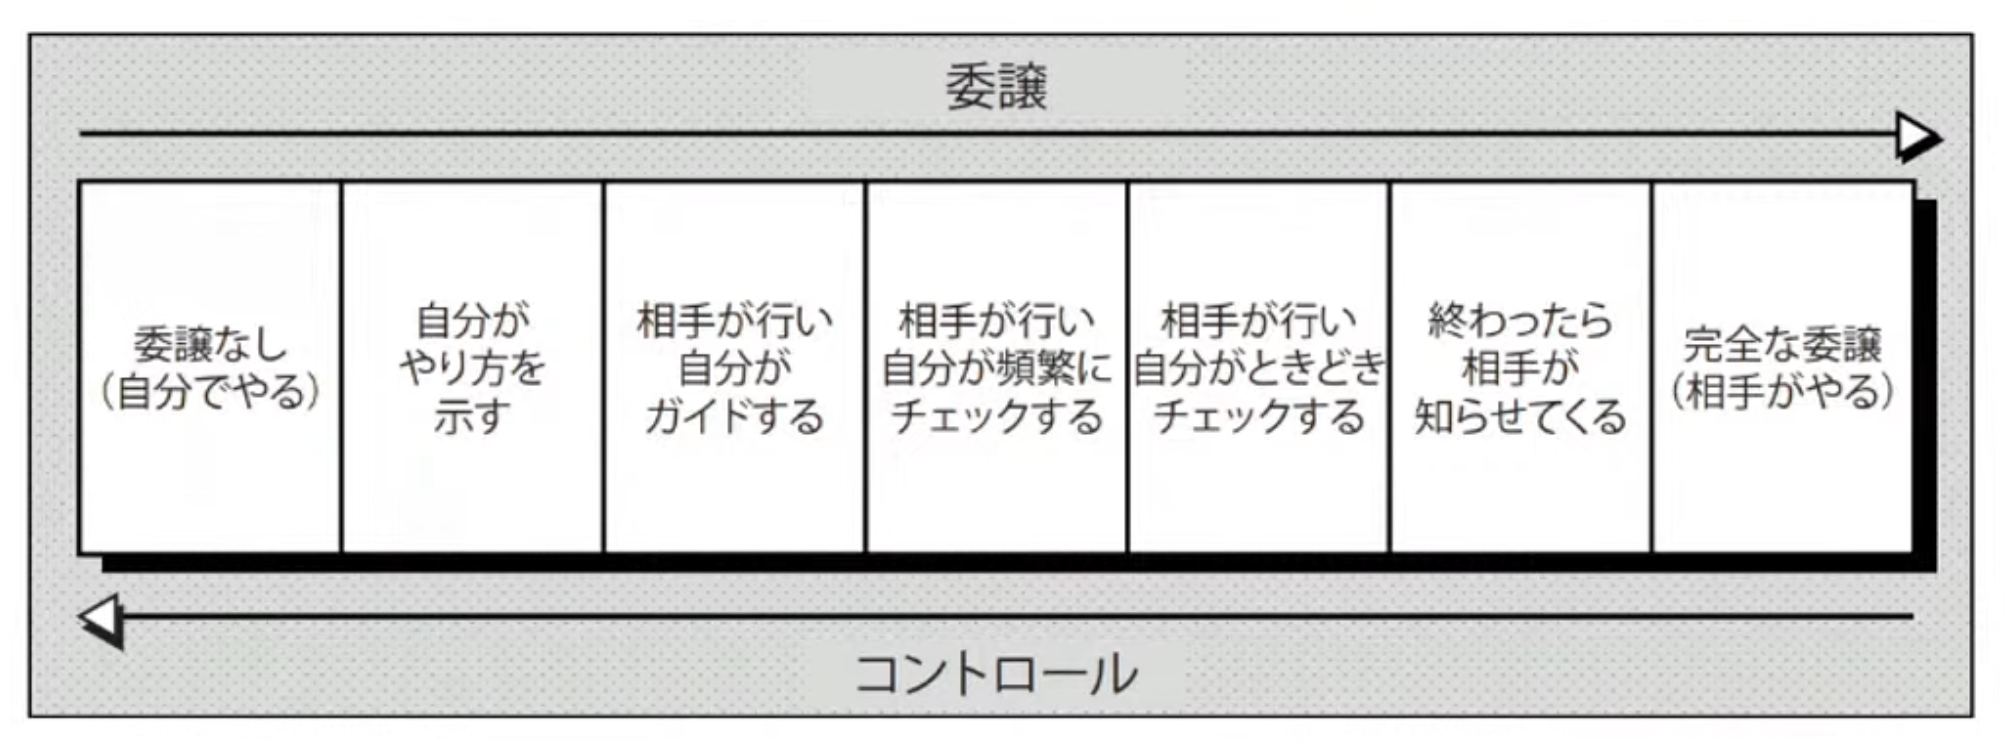 委譲
委譲なし
（自分でやる）
自分が
やり方を
示す
相手が行い
自分が
ガイドする
相手が行い
自分が頻繁に
チェックする
相手が行い
自分がときどき
チェックする
終わったら
相手が
知らせてくる
完全な委譲
（相手がやる）
コントロール